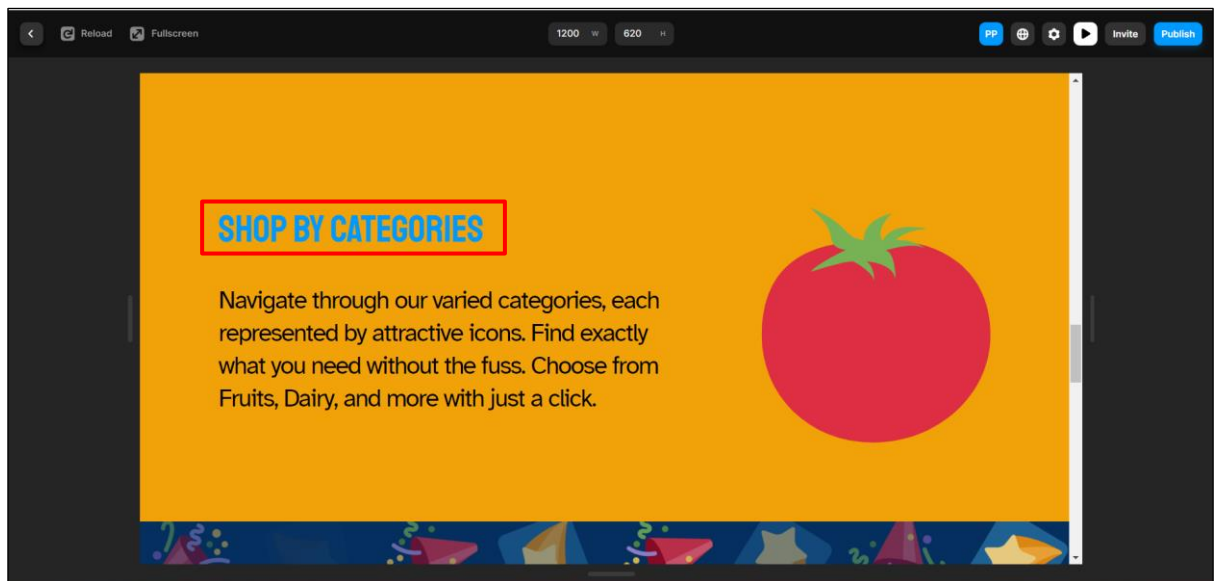 Reload Fullscreen 1200 W 620 H PP Invite Publish
SHOP BY CATEGORIES
Navigate through our varied categories, each
represented by attractive icons. Find exactly
what you need without the fuss. Choose from
Fruits, Dairy, and more with just a click.